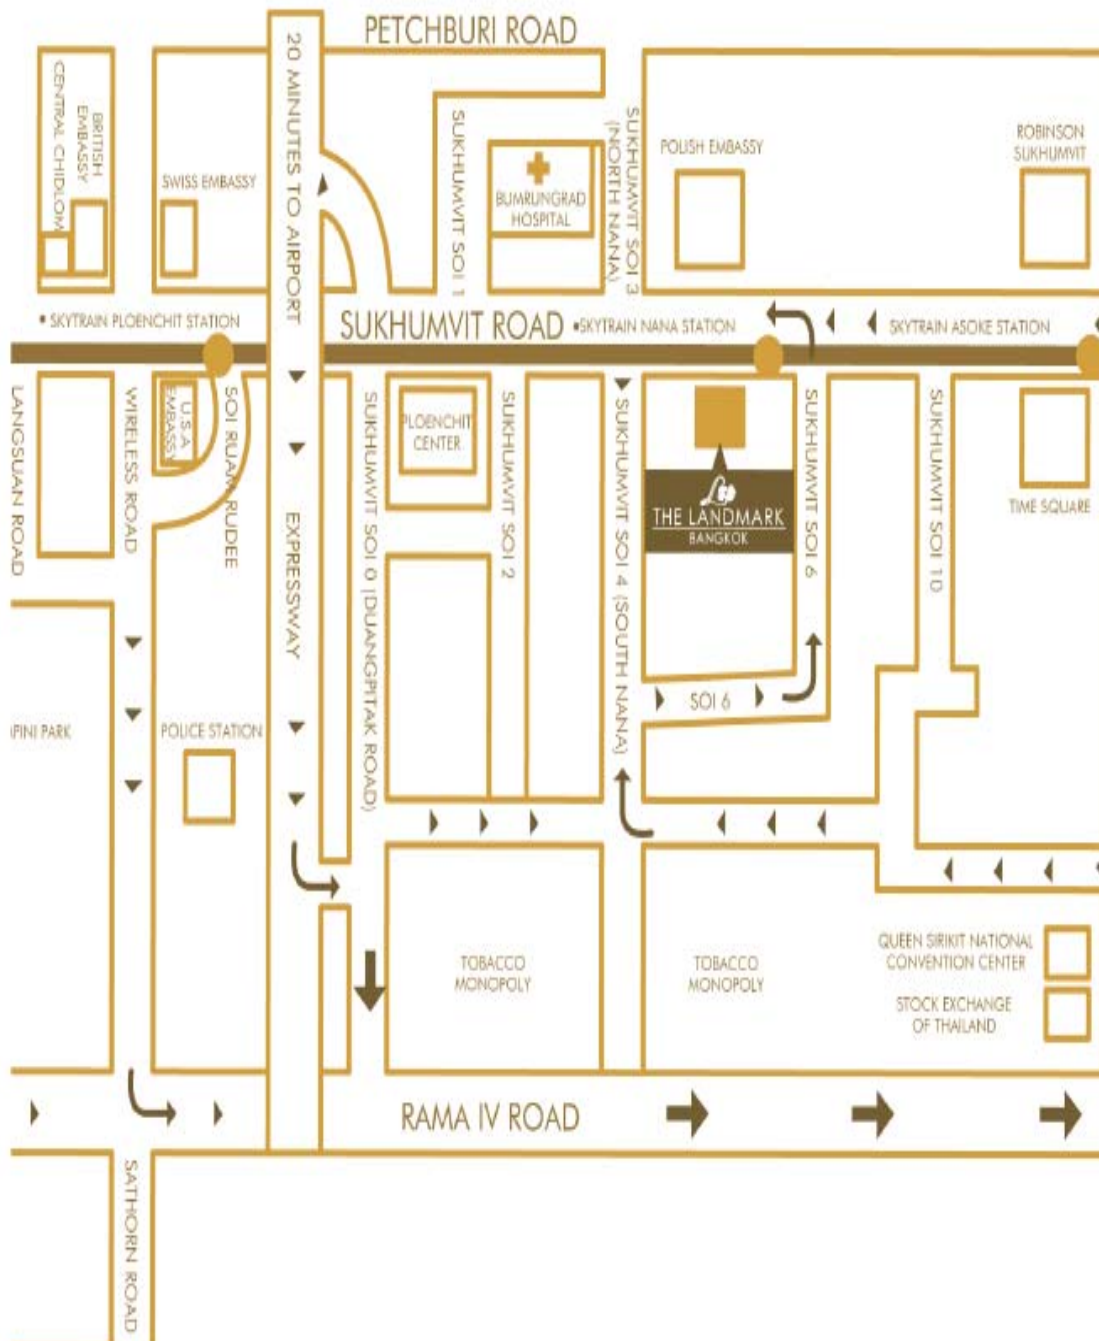 PETCHBURI ROAD
20 MINUTES TO AIRPORT
CENTRAL CHIDLOM
BRITISH
EMBASSY
SWISS EMBASSY
SUKHUMVIT SOI 1
BUMRUNGRAD
HOSPITAL
SUKHUMVIT SOI 3
(NORTH NANA)
POLISH EMBASSY
ROBINSON
SUKHUMVIT
SKYTRAIN PLOENCHIT STATION
SUKHUMVIT ROAD
SKYTRAIN NANA STATION
SKYTRAIN ASOKE STATION
LANGSUAN ROAD
WIRELESS ROAD
U.S.A
EMBASSY
SOI RUAM RUDEE
EXPRESSWAY
SUKHUMVIT SOI 0 (DUANGPITAK ROAD)
PLOENCHIT
CENTER
SUKHUMVIT SOI 2
SUKHUMVIT SOI 4 (SOUTH NANA)
THE LANDMARK
BANGKOK
SUKHUMVIT SOI 6
SUKHUMVIT SOI 10
TIME SQUARE
SOI 6
PINI PARK
POLICE STATION
TOBACCO
MONOPOLY
TOBACCO
MONOPOLY
QUEEN SIRIKIT NATIONAL
CONVENTION CENTER
STOCK EXCHANGE
OF THAILAND
RAMA IV ROAD
SATHORN ROAD